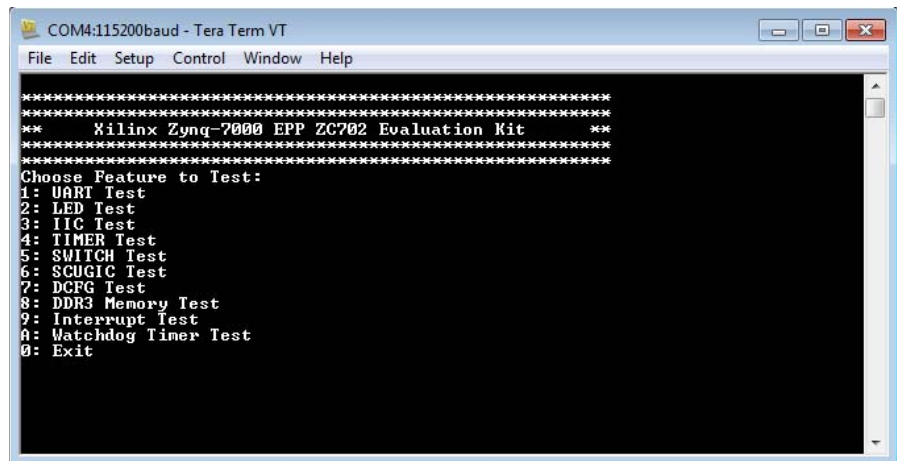 COM4:115200baud - Tera Term VT
File Edit Setup Control Window Help
********************************************************
********************************************************
**      Xilinx Zynq-7000 EPP ZC702 Evaluation Kit      **
********************************************************
********************************************************
Choose Feature to Test:
1: UART Test
2: LED Test
3: IIC Test
4: TIMER Test
5: SWITCH Test
6: SCUGIC Test
7: DCFG Test
8: DDR3 Memory Test
9: Interrupt Test
A: Watchdog Timer Test
0: Exit